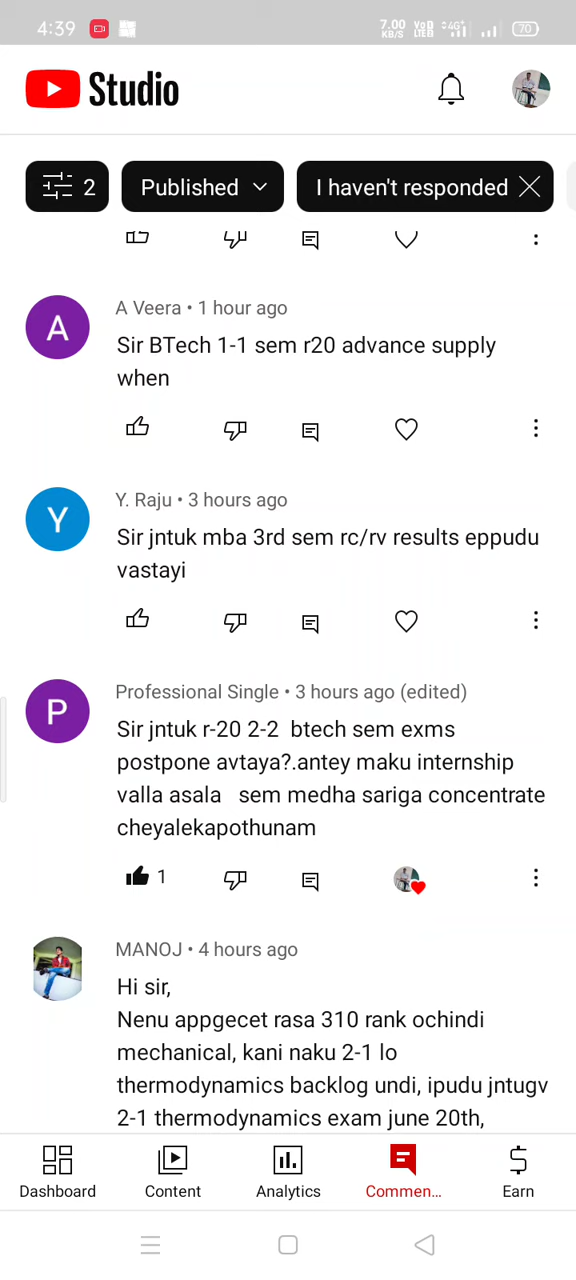 4:39
7.00 KB/S VoD LTE 4G 70
Studio
2 Published I haven't responded
A
A Veera • 1 hour ago
Sir BTech 1-1 sem r20 advance supply
when
Y
Y. Raju • 3 hours ago
Sir jntuk mba 3rd sem rc/rv results eppudu
vastayi
P
Professional Single • 3 hours ago (edited)
Sir jntuk r-20 2-2 btech sem exms
postpone avtaya?.antey maku internship
valla asala sem medha sariga concentrate
cheyalekapothunam
1
MANOJ • 4 hours ago
Hi sir,
Nenu appgecet rasa 310 rank ochindi
mechanical, kani naku 2-1 lo
thermodynamics backlog undi, ipudu jntugv
2-1 thermodynamics exam june 20th,
Dashboard Content Analytics Commen... Earn